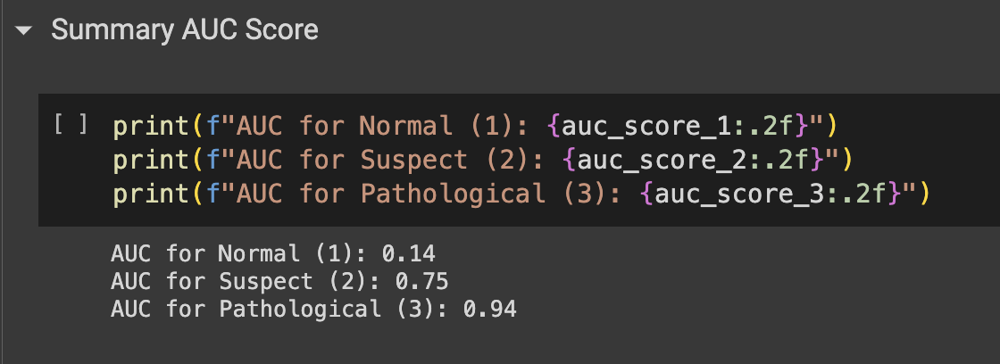 Summary AUC Score
[ ] print(f"AUC for Normal (1): {auc_score_1:.2f}")
print(f"AUC for Suspect (2): {auc_score_2:.2f}")
print(f"AUC for Pathological (3): {auc_score_3:.2f}")
AUC for Normal (1): 0.14
AUC for Suspect (2): 0.75
AUC for Pathological (3): 0.94